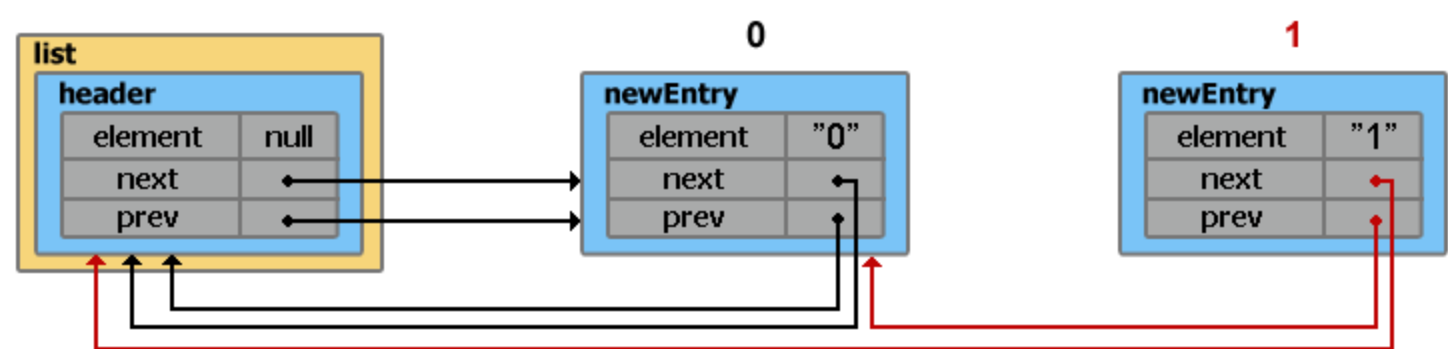 0
1
list
header
element null
next
prev
newEntry
element ”0”
next
prev
newEntry
element ”1”
next
prev